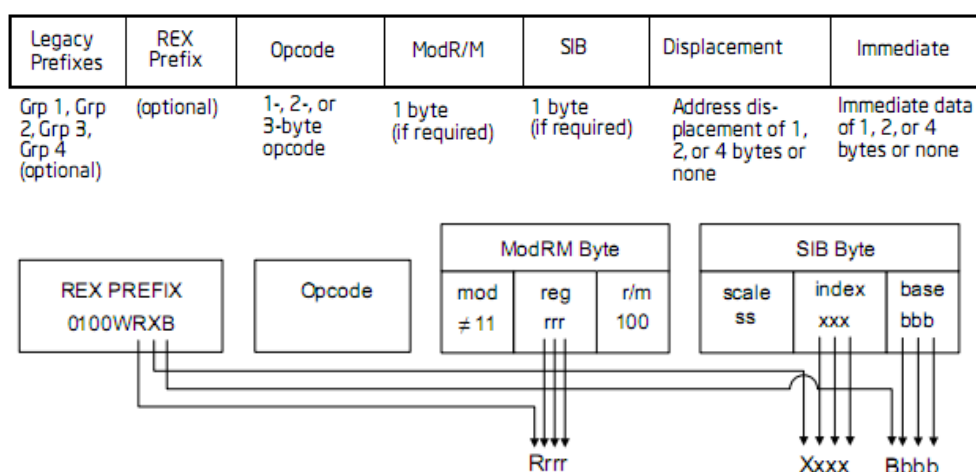 Legacy Prefixes
REX Prefix
Opcode
ModR/M
SIB
Displacement
Immediate
Grp 1, Grp
2, Grp 3,
Grp 4
(optional)
(optional)
1-, 2-, or
3-byte
opcode
1 byte
(if required)
1 byte
(if required)
Address dis-
placement of 1,
2, or 4 bytes or
none
Immediate data
of 1, 2, or 4
bytes or none
REX PREFIX
0100WRXB
Opcode
ModRM Byte
mod
≠ 11
reg
rrr
r/m
100
SIB Byte
scale
ss
index
xxx
base
bbb
Rrrr
Xxxx
Bbbb